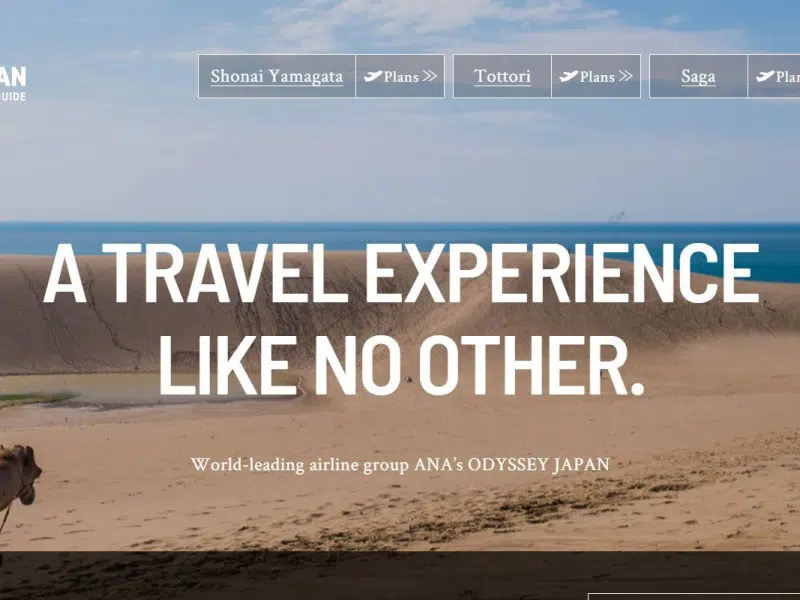 AN
GUIDE
Shonai Yamagata Plans Tottori Plans Saga Plan
A TRAVEL EXPERIENCE
LIKE NO OTHER.
World-leading airline group ANA's ODYSSEY JAPAN